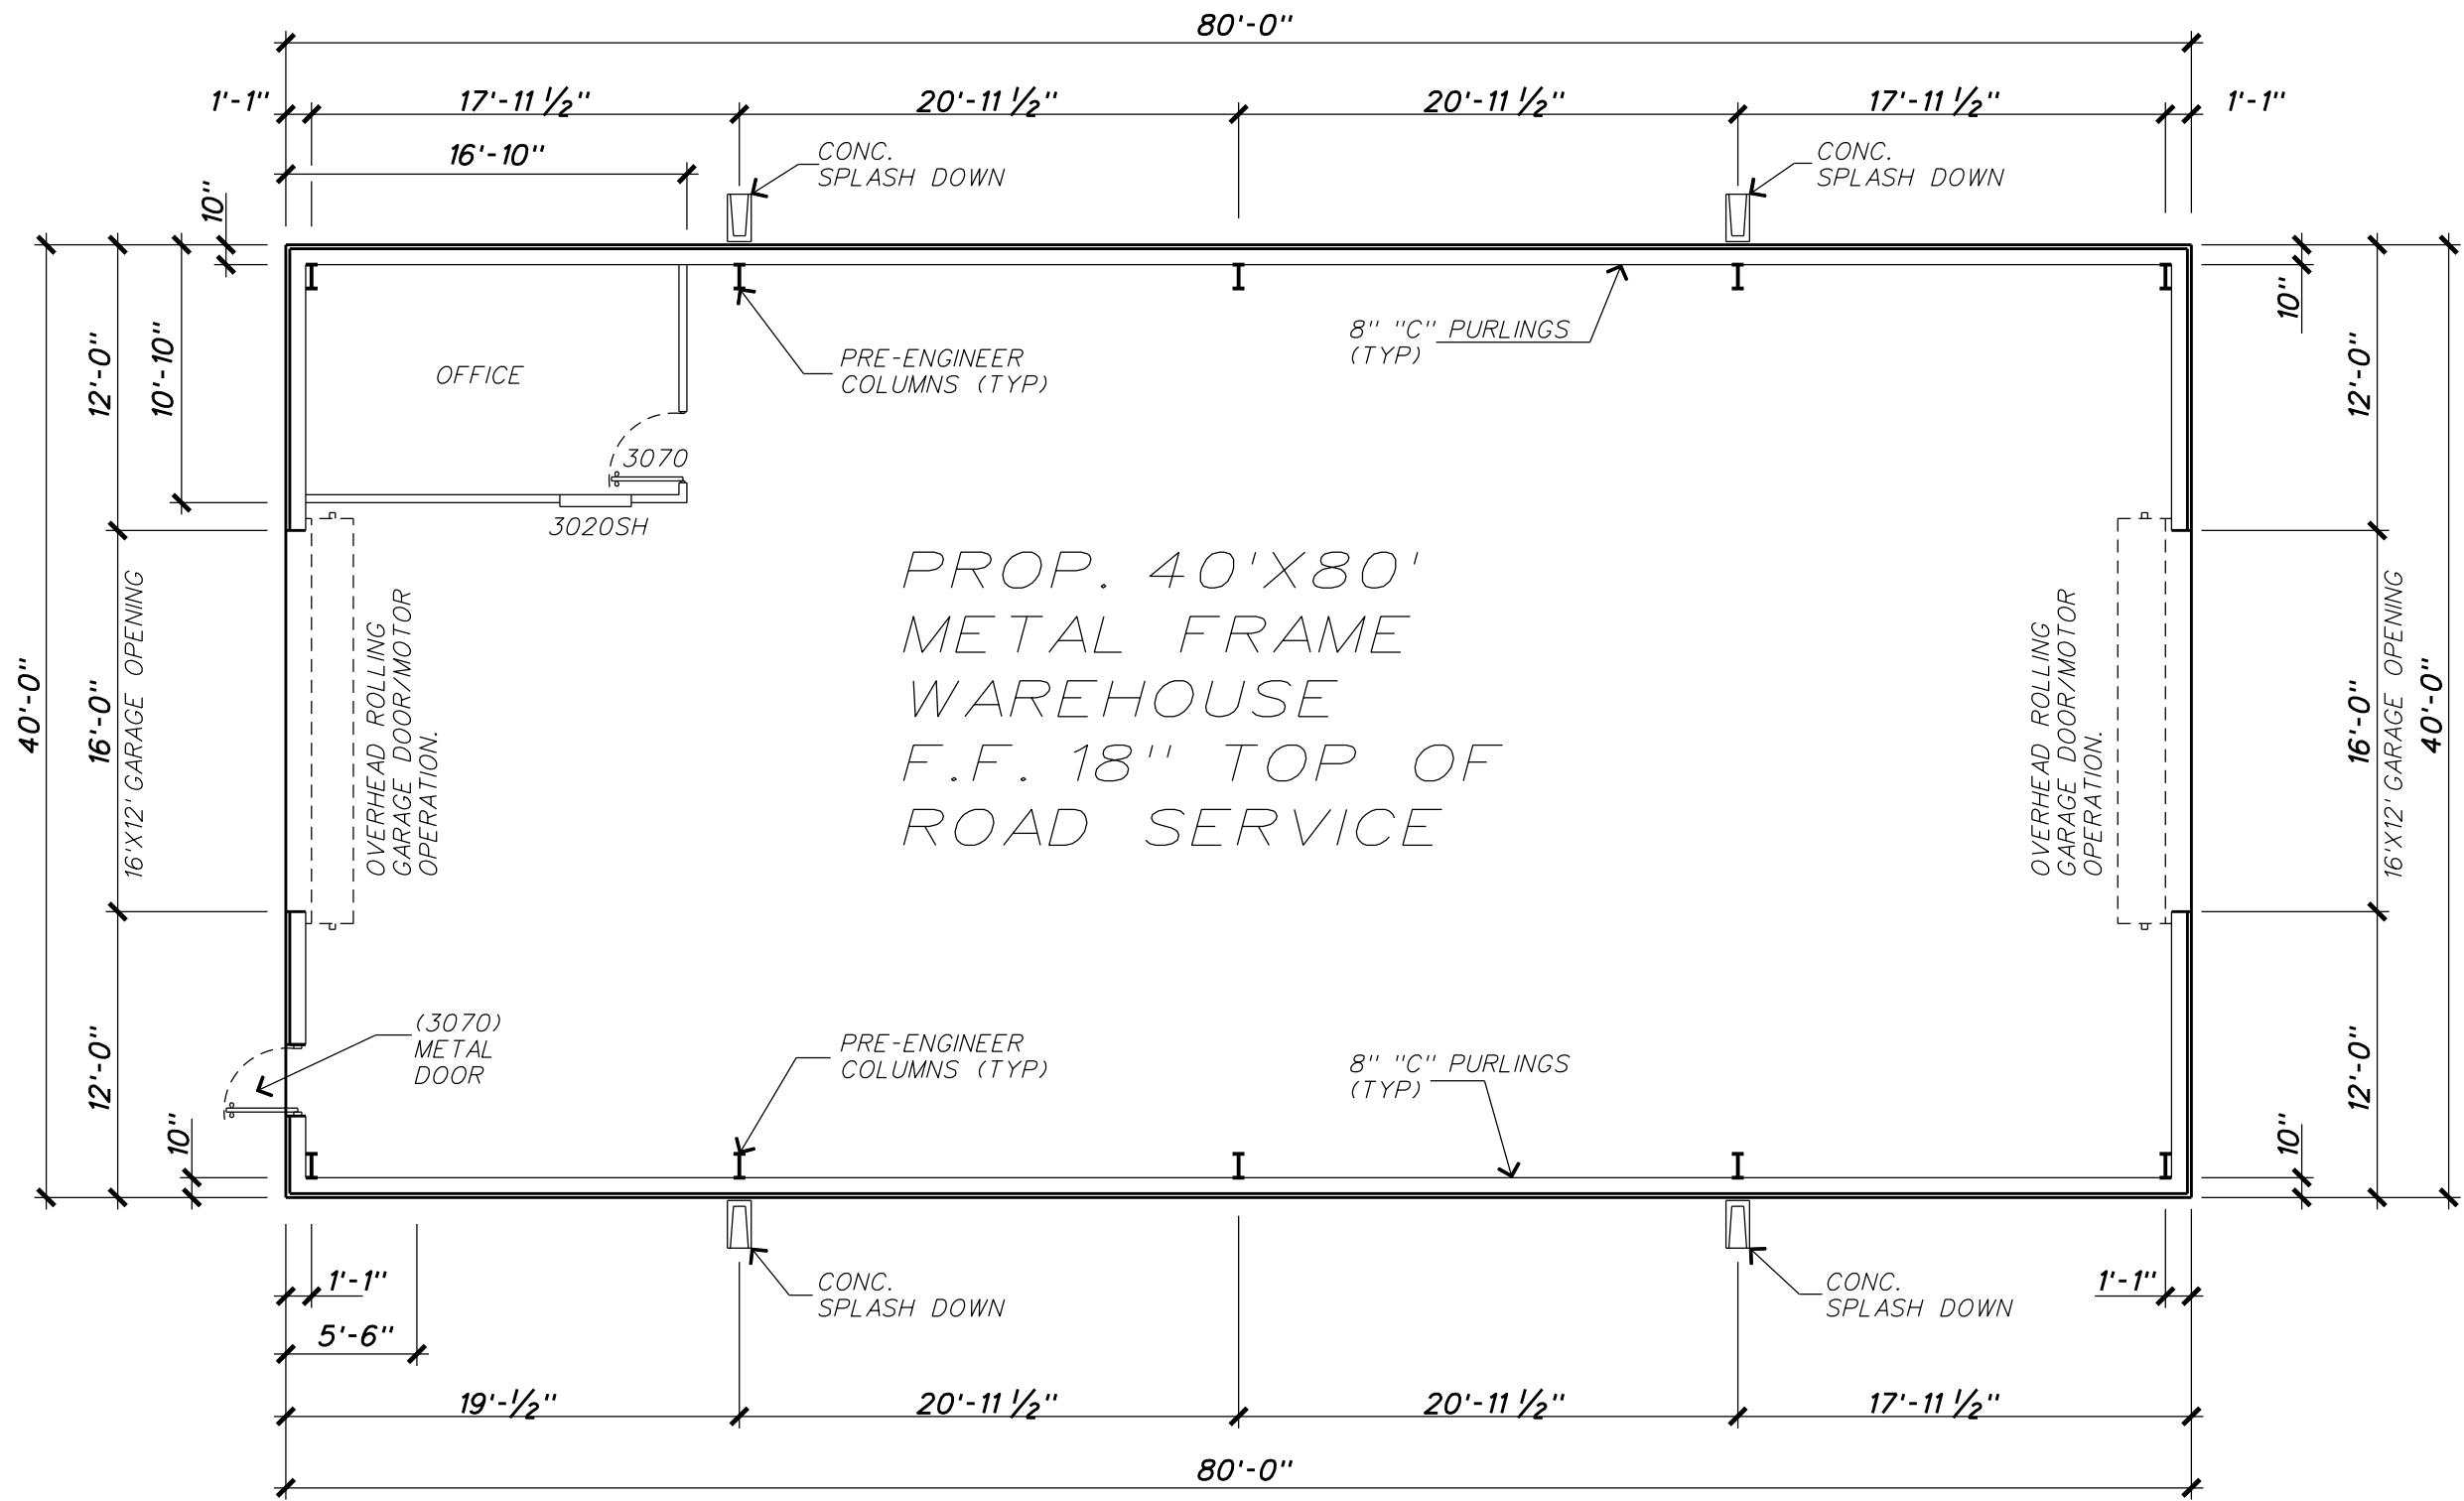 80'-0"
1'-1"
17'-11 1/2"
20'-11 1/2"
20'-11 1/2"
17'-11 1/2"
1'-1"
16'-10"
CONC.
SPLASH DOWN
CONC.
SPLASH DOWN
10"
10"
12'-0"
10'-10"
12'-0"
OFFICE
PRE-ENGINEER
COLUMNS (TYP)
8" "C" PURLINGS
(TYP)
3070
3020SH
40'-0"
16'-0"
16'X12' GARAGE OPENING
OVERHEAD ROLLING
GARAGE DOOR/MOTOR
OPERATION.
PROP. 40'X80'
METAL FRAME
WAREHOUSE
F.F. 18" TOP OF
ROAD SERVICE
OVERHEAD ROLLING
GARAGE DOOR/MOTOR
OPERATION.
16'-0"
16'X12' GARAGE OPENING
40'-0"
(3070)
METAL
DOOR
PRE-ENGINEER
COLUMNS (TYP)
8" "C" PURLINGS
(TYP)
12'-0"
10"
12'-0"
10"
1'-1"
CONC.
SPLASH DOWN
CONC.
SPLASH DOWN
1'-1"
5'-6"
19'-1/2"
20'-11 1/2"
20'-11 1/2"
17'-11 1/2"
80'-0"